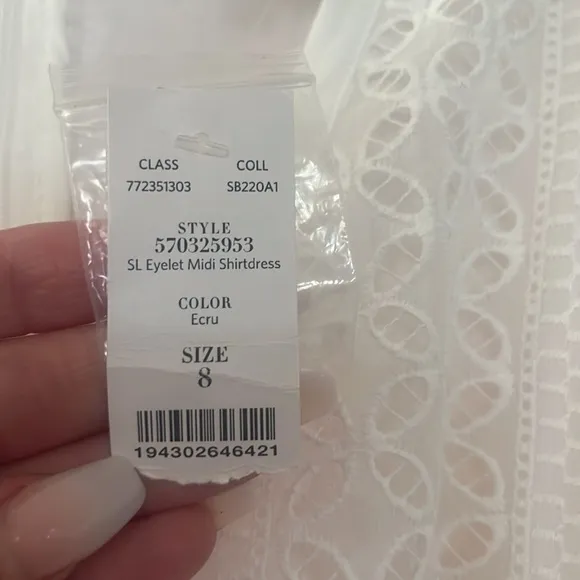 CLASS COLL
772351303 SB220A1
STYLE
570325953
SL Eyelet Midi Shirtdress
COLOR
Ecru
SIZE
8
194302646421